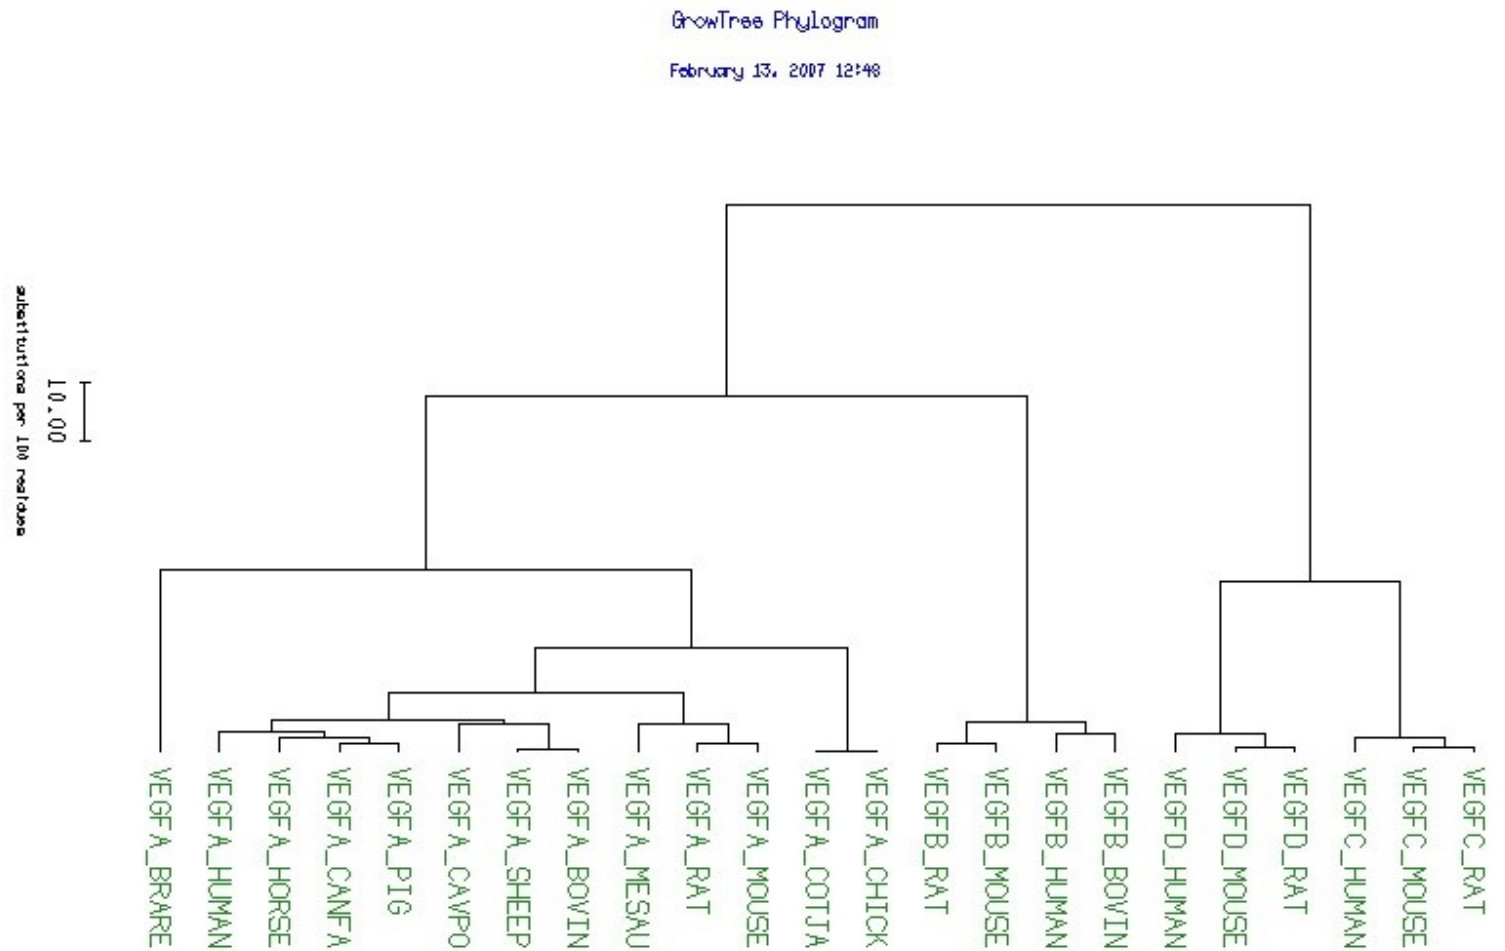 GrowTree Phylogram
February 13, 2007 12:48
substitutions per 100 residues
10.00
VEGFA_BRARE
VEGFA_HUMAN
VEGFA_HORSE
VEGFA_CANFA
VEGFA_PIG
VEGFA_CAVPO
VEGFA_SHEEP
VEGFA_BOVIN
VEGFA_MESAU
VEGFA_RAT
VEGFA_MOUSE
VEGFA_COTJA
VEGFA_CHICK
VEGFB_RAT
VEGFB_MOUSE
VEGFB_HUMAN
VEGFB_BOVIN
VEGFD_HUMAN
VEGFD_MOUSE
VEGFD_RAT
VEGFC_HUMAN
VEGFC_MOUSE
VEGFC_RAT